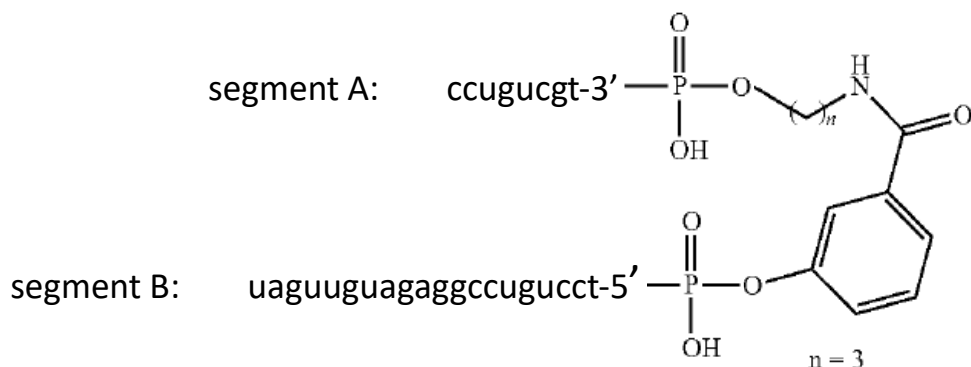 O
H
segment A: ccugucgt-3’ P O N O
( )n
OH
O
segment B: uaguuguagaggccugucct-5’ P O
OH
n = 3